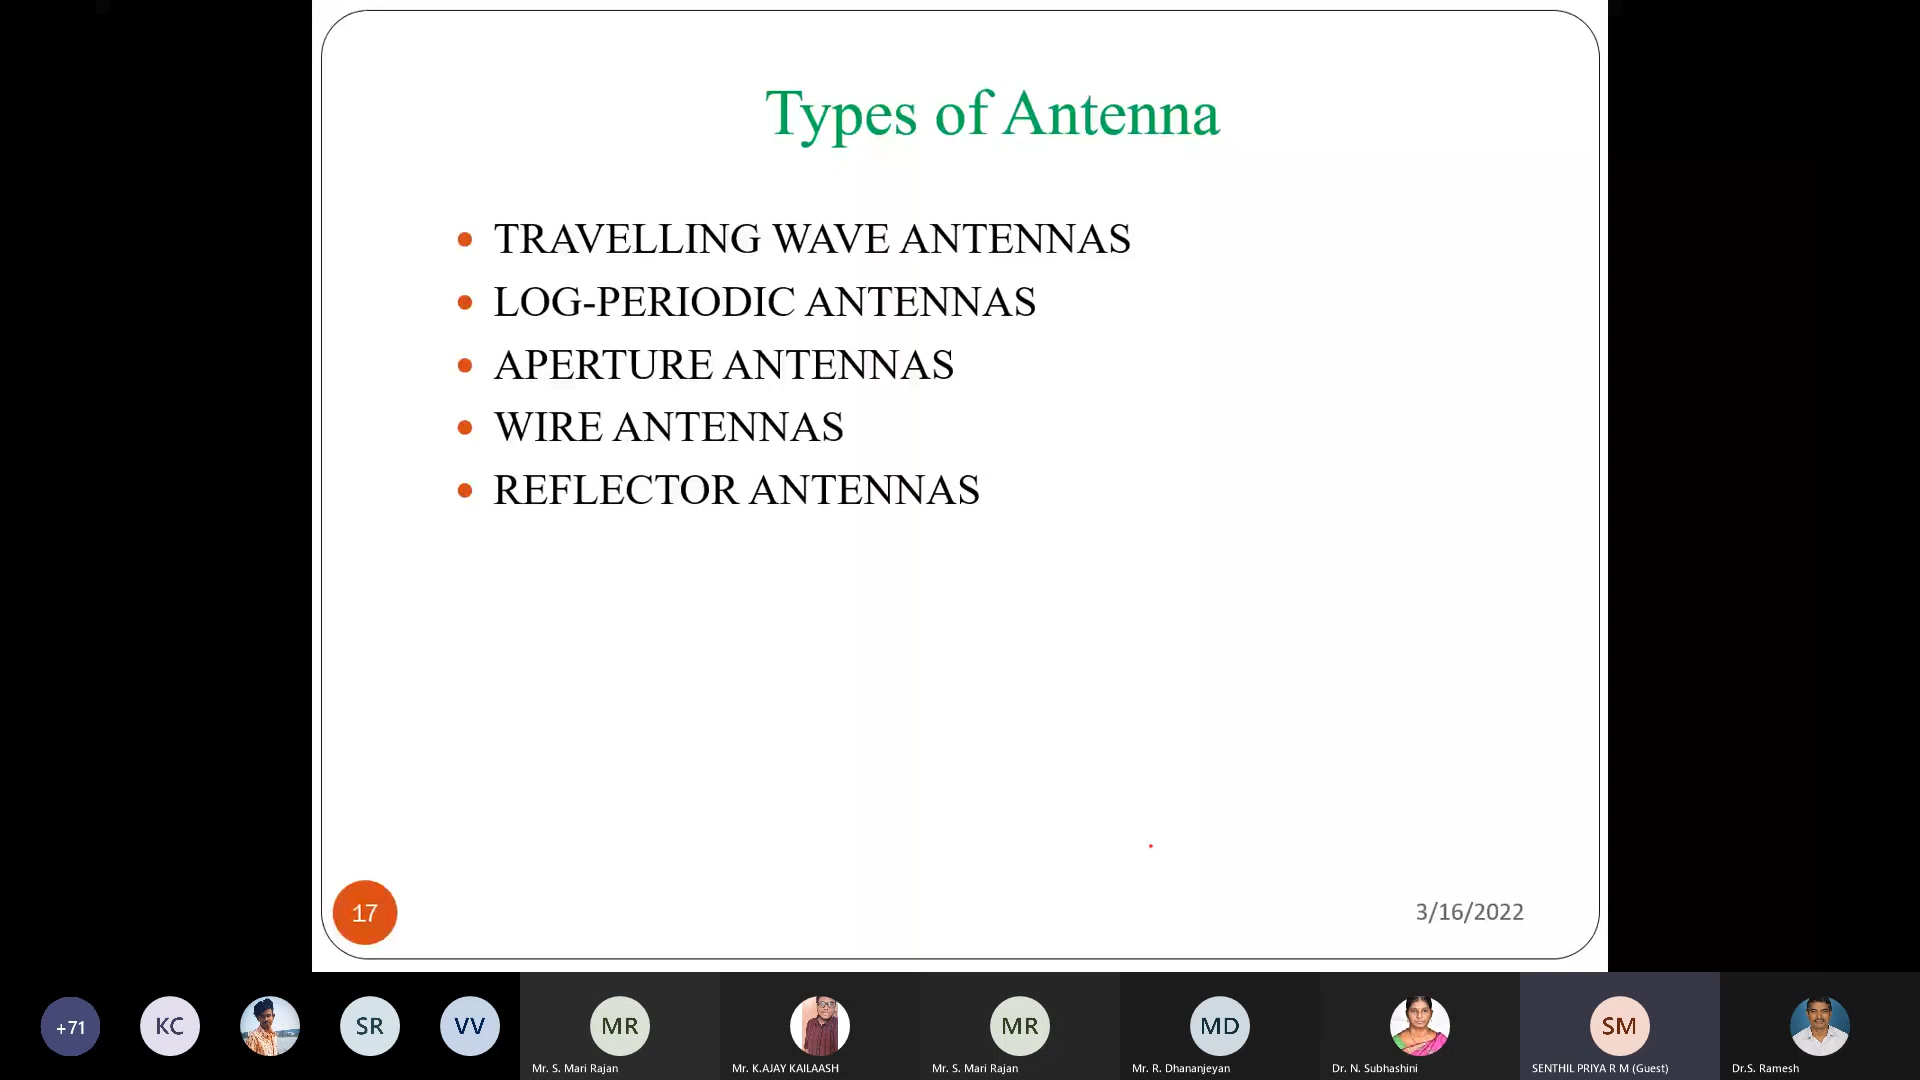 Types of Antenna
TRAVELLING WAVE ANTENNAS
LOG-PERIODIC ANTENNAS
APERTURE ANTENNAS
WIRE ANTENNAS
REFLECTOR ANTENNAS
17
3/16/2022
+71
KC
SR
VV
MR
MR
MD
SM
Mr. S. Mari Rajan
Mr. K.AJAY KAILAASH
Mr. S. Mari Rajan
Mr. R. Dhananjeyan
Dr. N. Subhashini
SENTHIL PRIYA R M (Guest)
Dr.S. Ramesh